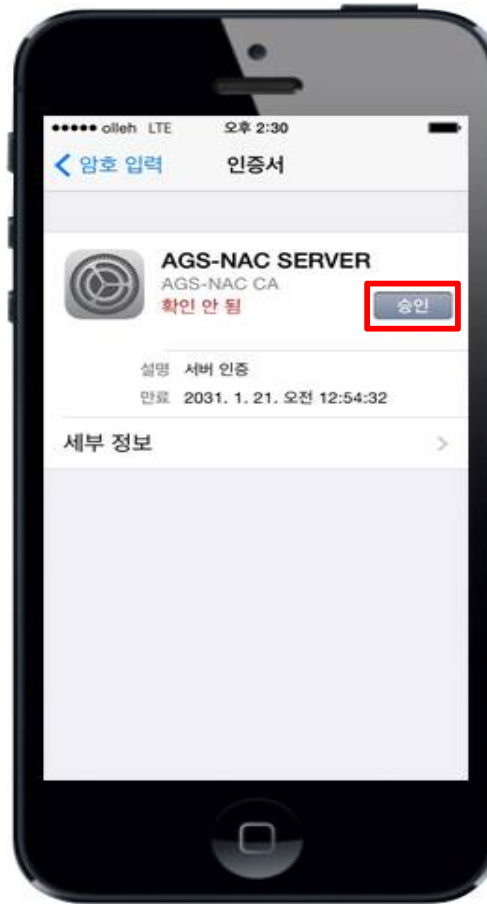 olleh LTE 오후 2:30
암호 입력 인증서
AGS-NAC SERVER
AGS-NAC CA
확인 안 됨
승인
설명 서버 인증
만료 2031. 1. 21. 오전 12:54:32
세부 정보